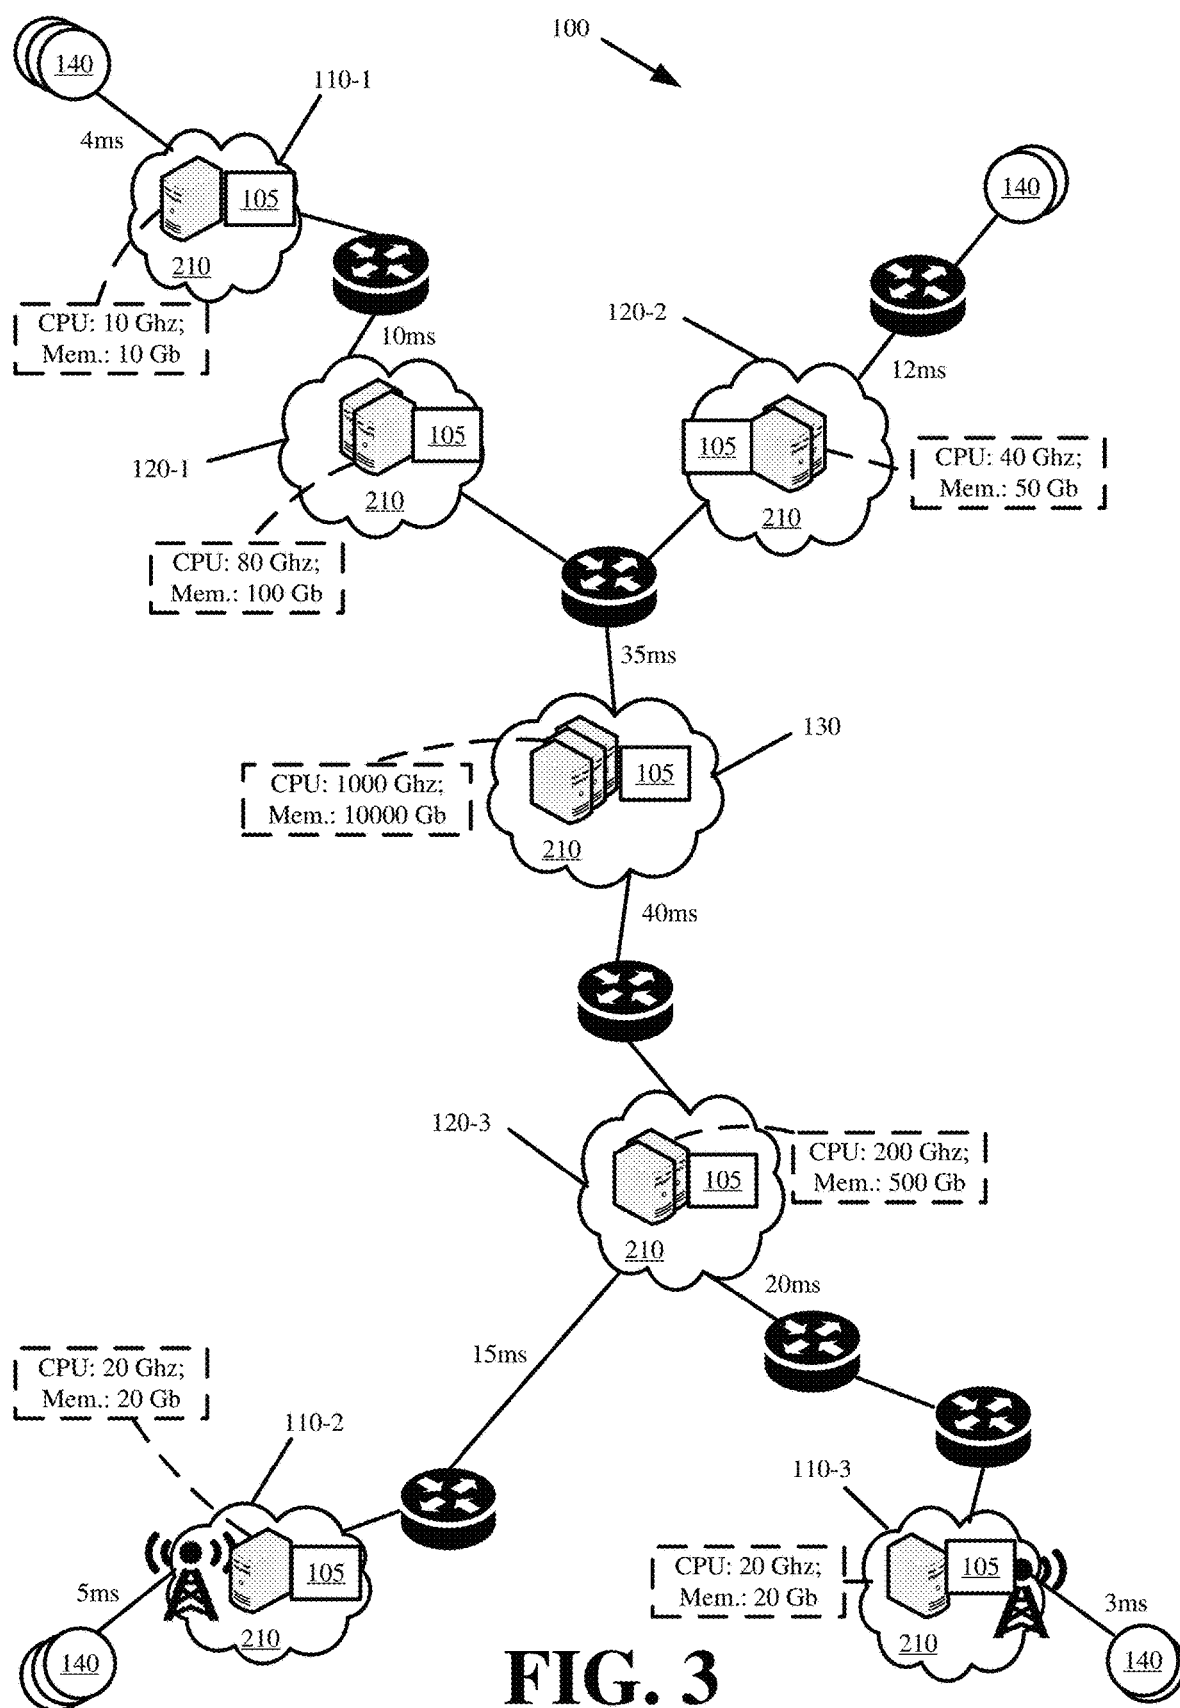 100
140
110-1
4ms
105
210
140
CPU: 10 Ghz;
Mem.: 10 Gb
10ms
120-2
12ms
120-1
105
210
105
210
CPU: 40 Ghz;
Mem.: 50 Gb
CPU: 80 Ghz;
Mem.: 100 Gb
35ms
130
CPU: 1000 Ghz;
Mem.: 10000 Gb
105
210
40ms
120-3
105
CPU: 200 Ghz;
Mem.: 500 Gb
210
20ms
15ms
CPU: 20 Ghz;
Mem.: 20 Gb
110-2
110-3
105
210
5ms
140
CPU: 20 Ghz;
Mem.: 20 Gb
105
210
3ms
140
FIG. 3